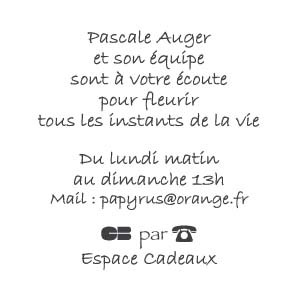 Pascale Auger
et son équipe
sont à votre écoute
pour fleurir
tous les instants de la vie
Du lundi matin
au dimanche 13h
Mail : papyrus@orange.fr
CB par ☎
Espace Cadeaux